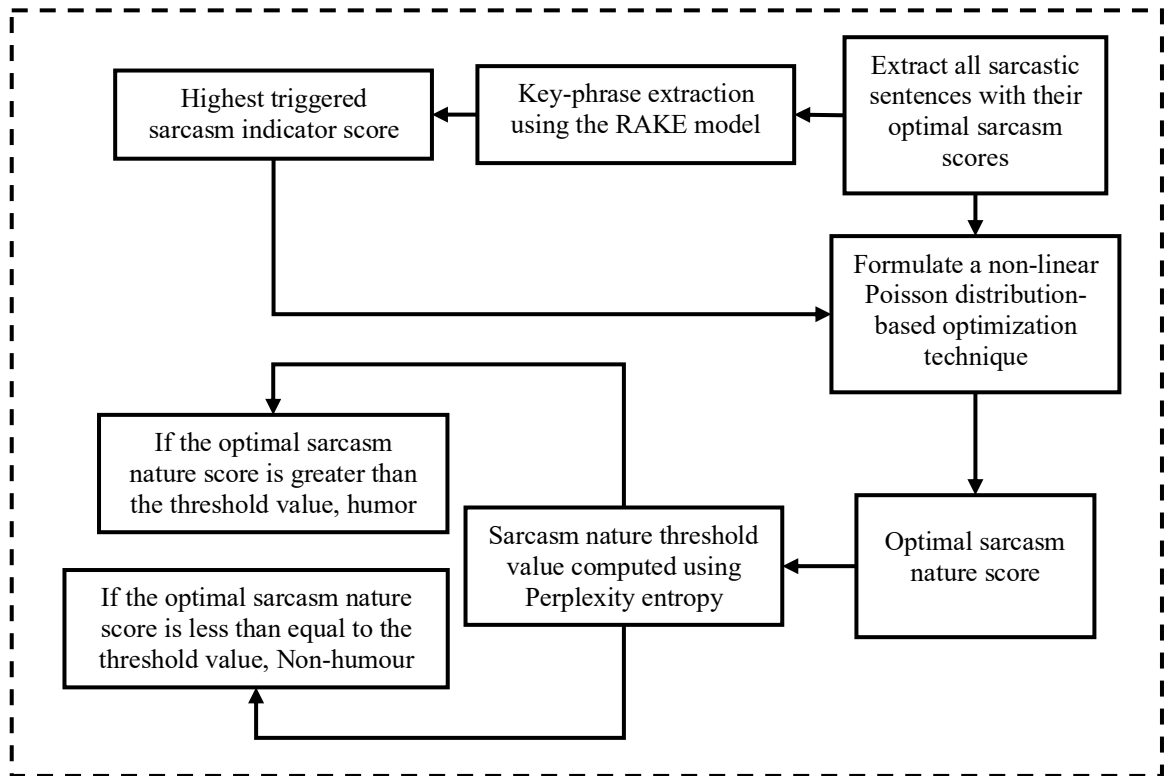 Extract all sarcastic
sentences with their
optimal sarcasm
scores
Key-phrase extraction
using the RAKE model
Highest triggered
sarcasm indicator score
Formulate a non-linear
Poisson distribution-
based optimization
technique
Optimal sarcasm
nature score
Sarcasm nature threshold
value computed using
Perplexity entropy
If the optimal sarcasm
nature score is greater than
the threshold value, humor
If the optimal sarcasm nature
score is less than equal to the
threshold value, Non-humour